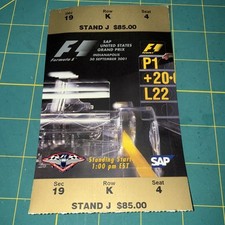 Sec Row Seat
19 K 4
STAND J $85.00
F1
Formula 1
SAP
UNITED STATES
GRAND PRIX
INDIANAPOLIS
30 SEPTEMBER 2001
P1
+20
L22
Standing Start
1:00 pm EST
SAP
Sec Row Seat
19 K 4
STAND J $85.00